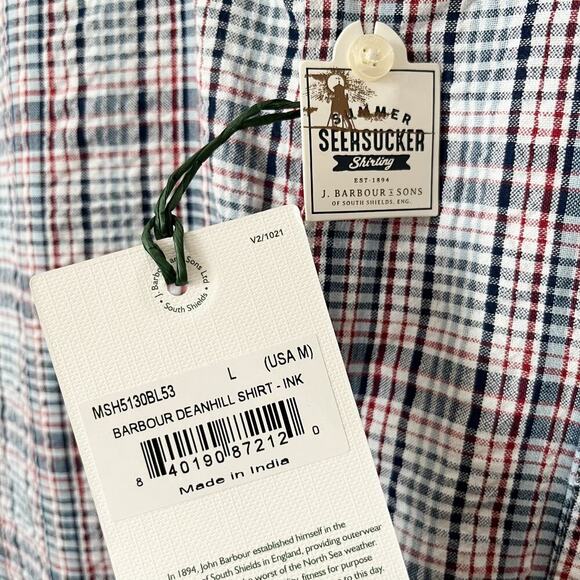 SUMMER
SEERSUCKER
Shirting
EST - 1894
J. BARBOUR & SONS
OF SOUTH SHIELDS, ENG.
V2/1021
J. Barbour and Sons Ltd
• South Shields •
MSH5130BL53 L (USA M)
BARBOUR DEANHILL SHIRT - INK
8 40190 87212 0
Made in India
In 1894, John Barbour established himself in the
of South Shields in England, providing outerwear
worst of the North Sea weather.
fitness for purpose
to this day.